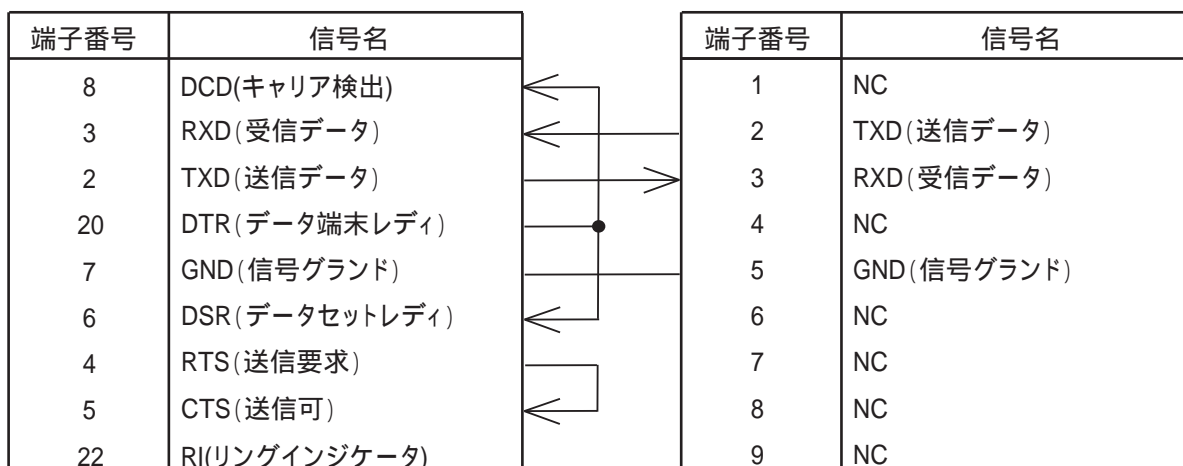 端子番号 信号名 端子番号 信号名
8 DCD(キャリア検出) 1 NC
3 RXD(受信データ) 2 TXD(送信データ)
2 TXD(送信データ) 3 RXD(受信データ)
20 DTR(データ端末レディ) 4 NC
7 GND(信号グランド) 5 GND(信号グランド)
6 DSR(データセットレディ) 6 NC
4 RTS(送信要求) 7 NC
5 CTS(送信可) 8 NC
22 RI(リングインジケータ) 9 NC